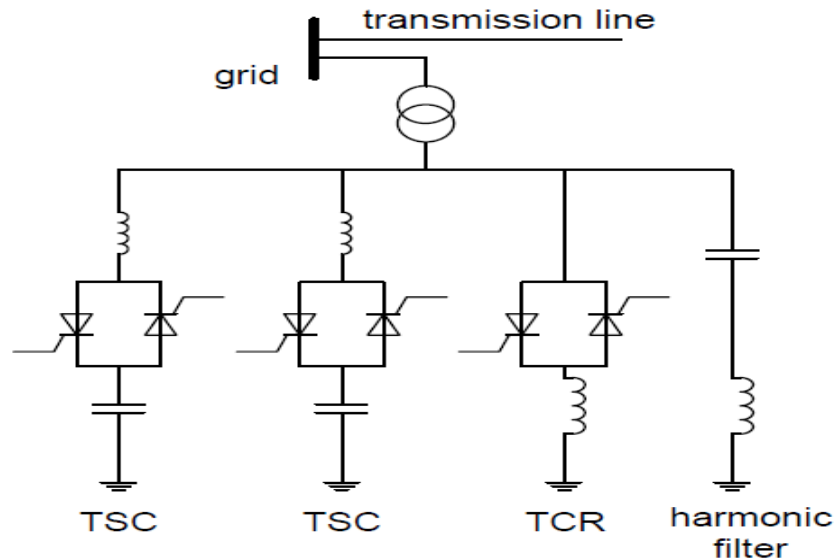 transmission line
grid
TSC
TSC
TCR
harmonic
filter